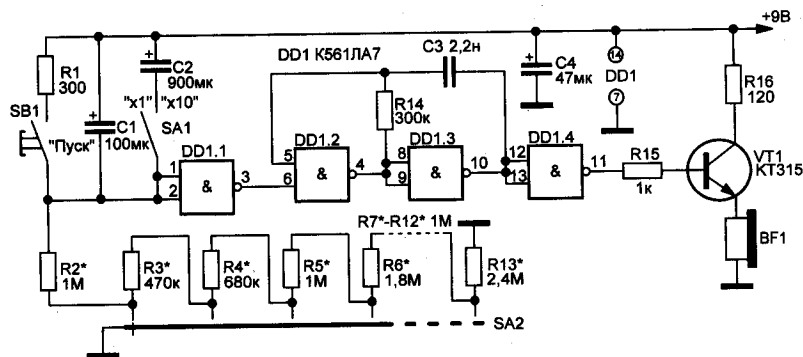 +9В
R1
300
SB1
"Пуск"
C1
100мк
C2
900мк
"x1" "x10"
SA1
DD1 К561ЛА7
C3 2,2н
C4
47мк
14
DD1
7
R16
120
R14
300к
DD1.1
1
2
&
3
DD1.2
5
6
&
4
DD1.3
8
9
&
10
DD1.4
12
13
&
11
R15
1к
VT1
КТ315
BF1
R2*
1М
R3*
470к
R4*
680к
R5*
1М
R6*
1,8М
R7*-R12* 1М
R13*
2,4М
SA2